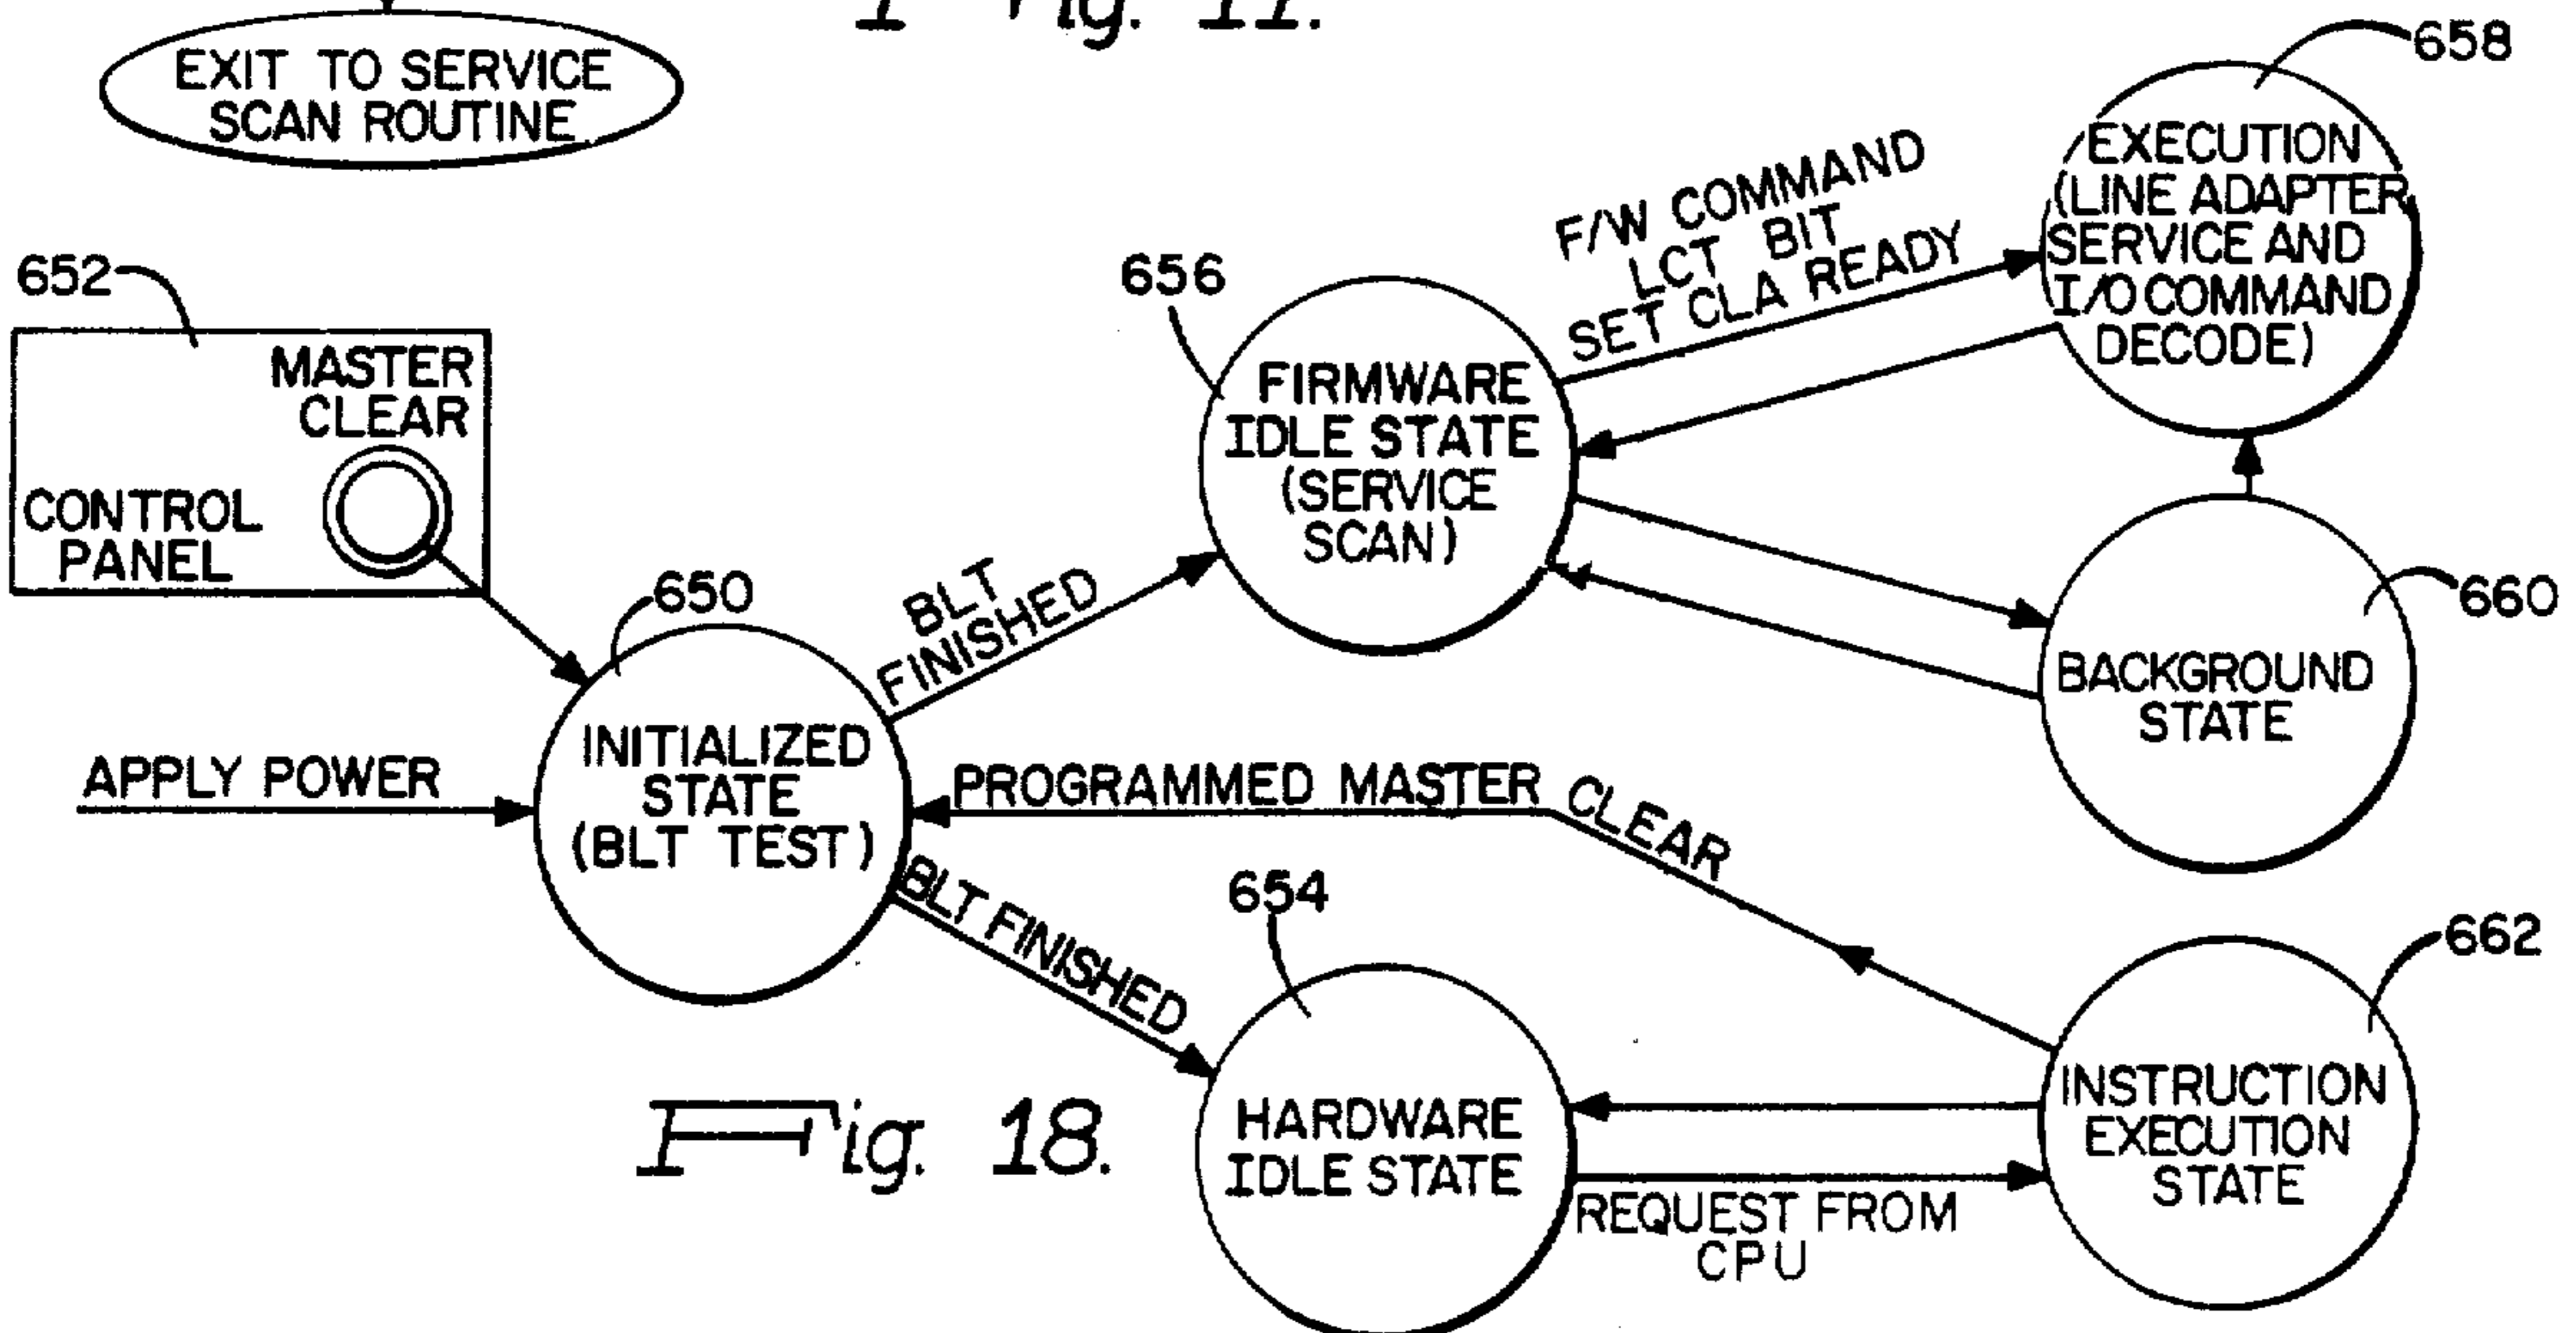 Fig. 11.
EXIT TO SERVICE
SCAN ROUTINE
658
EXECUTION
(LINE ADAPTER
SERVICE AND
I/O COMMAND
DECODE)
F/W COMMAND
LCT BIT
SET CLA READY
652
MASTER
CLEAR
CONTROL
PANEL
656
FIRMWARE
IDLE STATE
(SERVICE
SCAN)
660
BACKGROUND
STATE
650
BLT
FINISHED
INITIALIZED
STATE
(BLT TEST)
APPLY POWER
PROGRAMMED MASTER CLEAR
BLT FINISHED
654
HARDWARE
IDLE STATE
662
INSTRUCTION
EXECUTION
STATE
REQUEST FROM
CPU
Fig. 18.